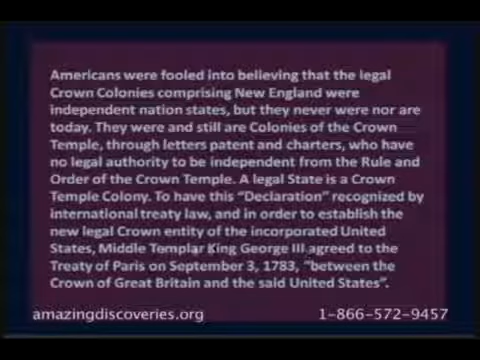 Americans were fooled into believing that the legal
Crown Colonies comprising New England were
independent nation states, but they never were nor are
today. They were and still are Colonies of the Crown
Temple, through letters patent and charters, who have
no legal authority to be independent from the Rule and
Order of the Crown Temple. A legal State is a Crown
Temple Colony. To have this “Declaration” recognized by
international treaty law, and in order to establish the
new legal Crown entity of the incorporated United
States, Middle Templar King George III agreed to the
Treaty of Paris on September 3, 1783, “between the
Crown of Great Britain and the said United States”.
amazingdiscoveries.org 1-866-572-9457